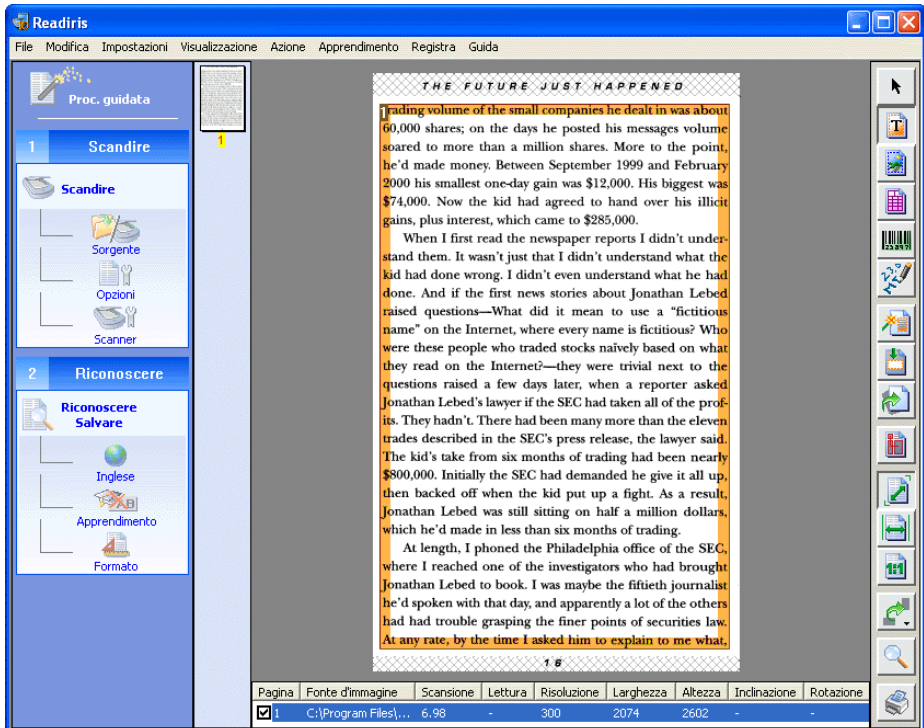 Readiris
File Modifica Impostazioni Visualizzazione Azione Apprendimento Registra Guida
Proc. guidata
1 Scandire
Scandire
Sorgente
Opzioni
Scanner
2 Riconoscere
Riconoscere
Salvare
Inglese
Apprendimento
Formato
1
THE FUTURE JUST HAPPENED
1
trading volume of the small companies he dealt in was about
60,000 shares; on the days he posted his messages volume
soared to more than a million shares. More to the point,
he'd made money. Between September 1999 and February
2000 his smallest one-day gain was $12,000. His biggest was
$74,000. Now the kid had agreed to hand over his illicit
gains, plus interest, which came to $285,000.
When I first read the newspaper reports I didn't under-
stand them. It wasn't just that I didn't understand what the
kid had done wrong. I didn't even understand what he had
done. And if the first news stories about Jonathan Lebed
raised questions—What did it mean to use a “fictitious
name” on the Internet, where every name is fictitious? Who
were these people who traded stocks naïvely based on what
they read on the Internet?—they were trivial next to the
questions raised a few days later, when a reporter asked
Jonathan Lebed's lawyer if the SEC had taken all of the prof-
its. They hadn't. There had been many more than the eleven
trades described in the SEC's press release, the lawyer said.
The kid's take from six months of trading had been nearly
$800,000. Initially the SEC had demanded he give it all up,
then backed off when the kid put up a fight. As a result,
Jonathan Lebed was still sitting on half a million dollars,
which he'd made in less than six months of trading.
At length, I phoned the Philadelphia office of the SEC,
where I reached one of the investigators who had brought
Jonathan Lebed to book. I was maybe the fiftieth journalist
he'd spoken with that day, and apparently a lot of the others
had had trouble grasping the finer points of securities law.
At any rate, by the time I asked him to explain to me what,
16
Pagina Fonte d'immagine Scansione Lettura Risoluzione Larghezza Altezza Inclinazione Rotazione
1 C:\Program Files\... 6.98 - 300 2074 2602 - -
T
1:1